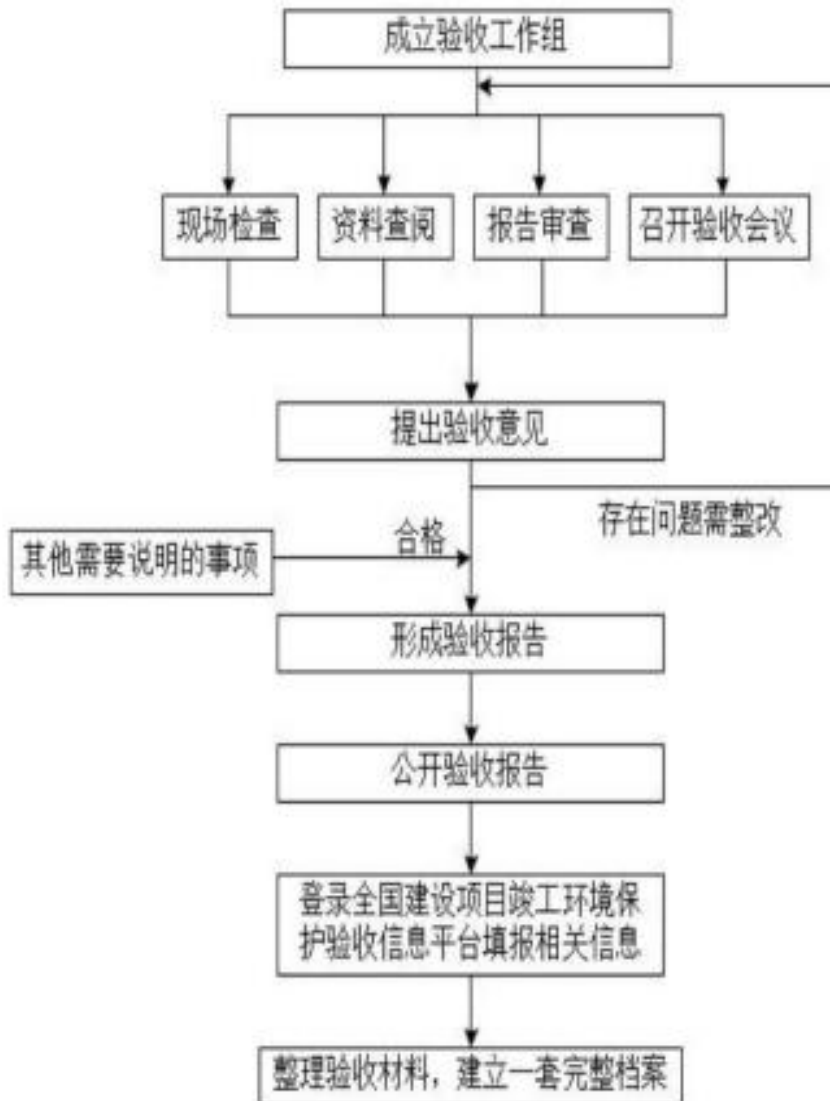 成立验收工作组
现场检查
资料查阅
报告审查
召开验收会议
提出验收意见
存在问题需整改
合格
其他需要说明的事项
形成验收报告
公开验收报告
登录全国建设项目竣工环境保
护验收信息平台填报相关信息
整理验收材料，建立一套完整档案